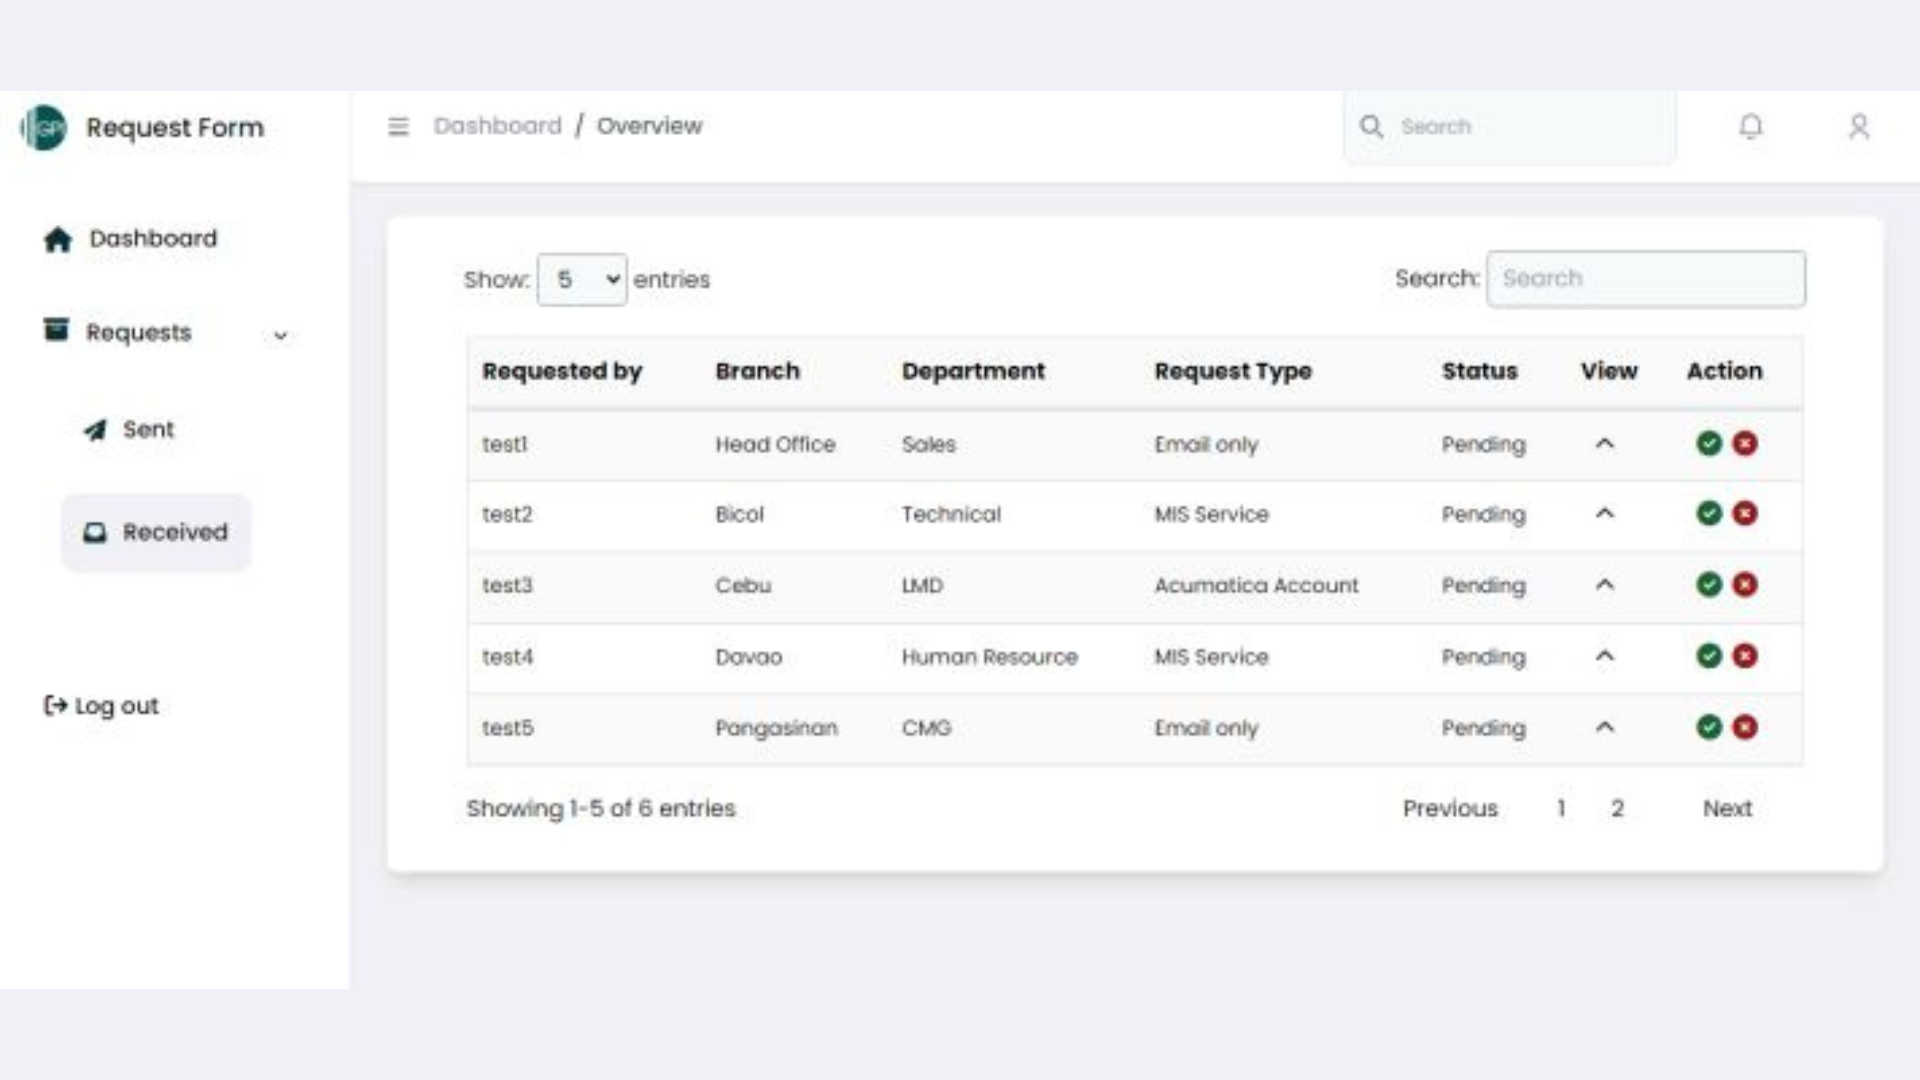 GPI Request Form
Dashboard / Overview
Search
Dashboard
Requests
Sent
Received
Log out
Show: 5 entries
Search: Search
Requested by Branch Department Request Type Status View Action
test1 Head Office Sales Email only Pending
test2 Bicol Technical MIS Service Pending
test3 Cebu LMD Acumatica Account Pending
test4 Davao Human Resource MIS Service Pending
test5 Pangasinan CMG Email only Pending
Showing 1-5 of 6 entries
Previous 1 2 Next